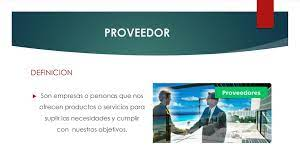 PROVEEDOR
DEFINICION
Son empresas o personas que nos
ofrecen productos o servicios para
suplir las necesidades y cumplir
con nuestros objetivos.
Proveedores